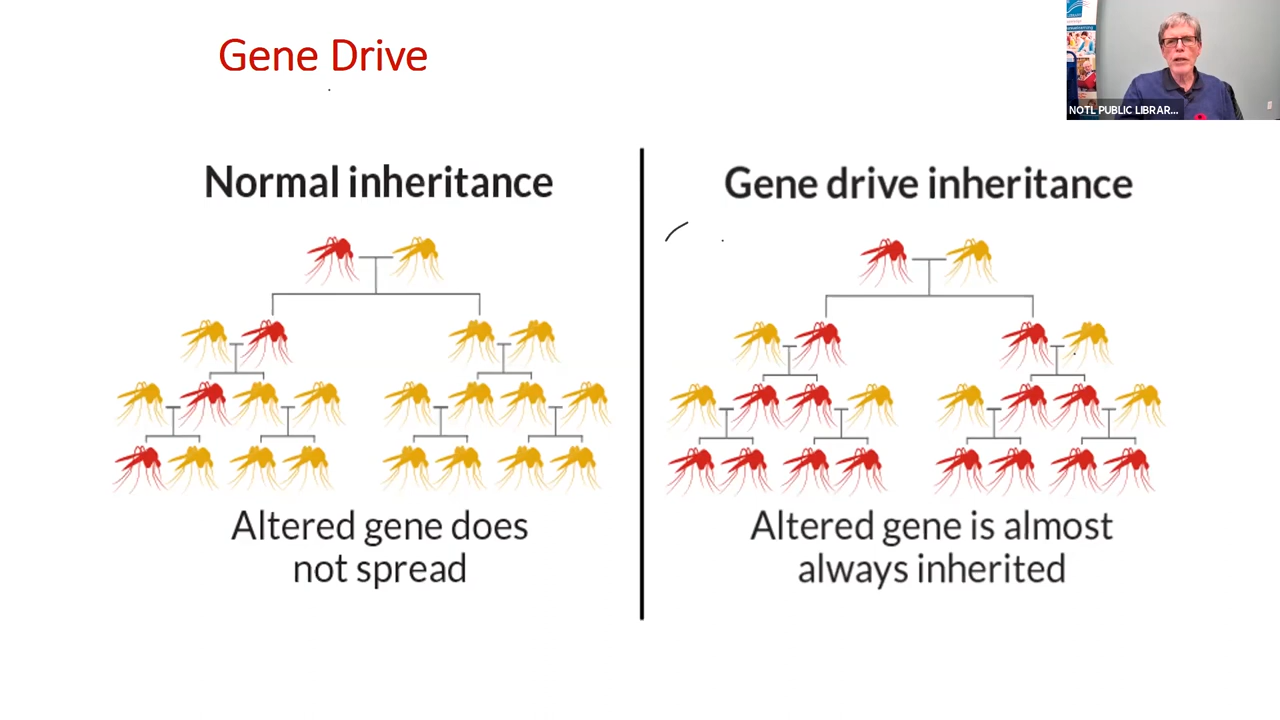 Gene Drive
NOTL PUBLIC LIBRAR...
Normal inheritance
Gene drive inheritance
Altered gene does
not spread
Altered gene is almost
always inherited